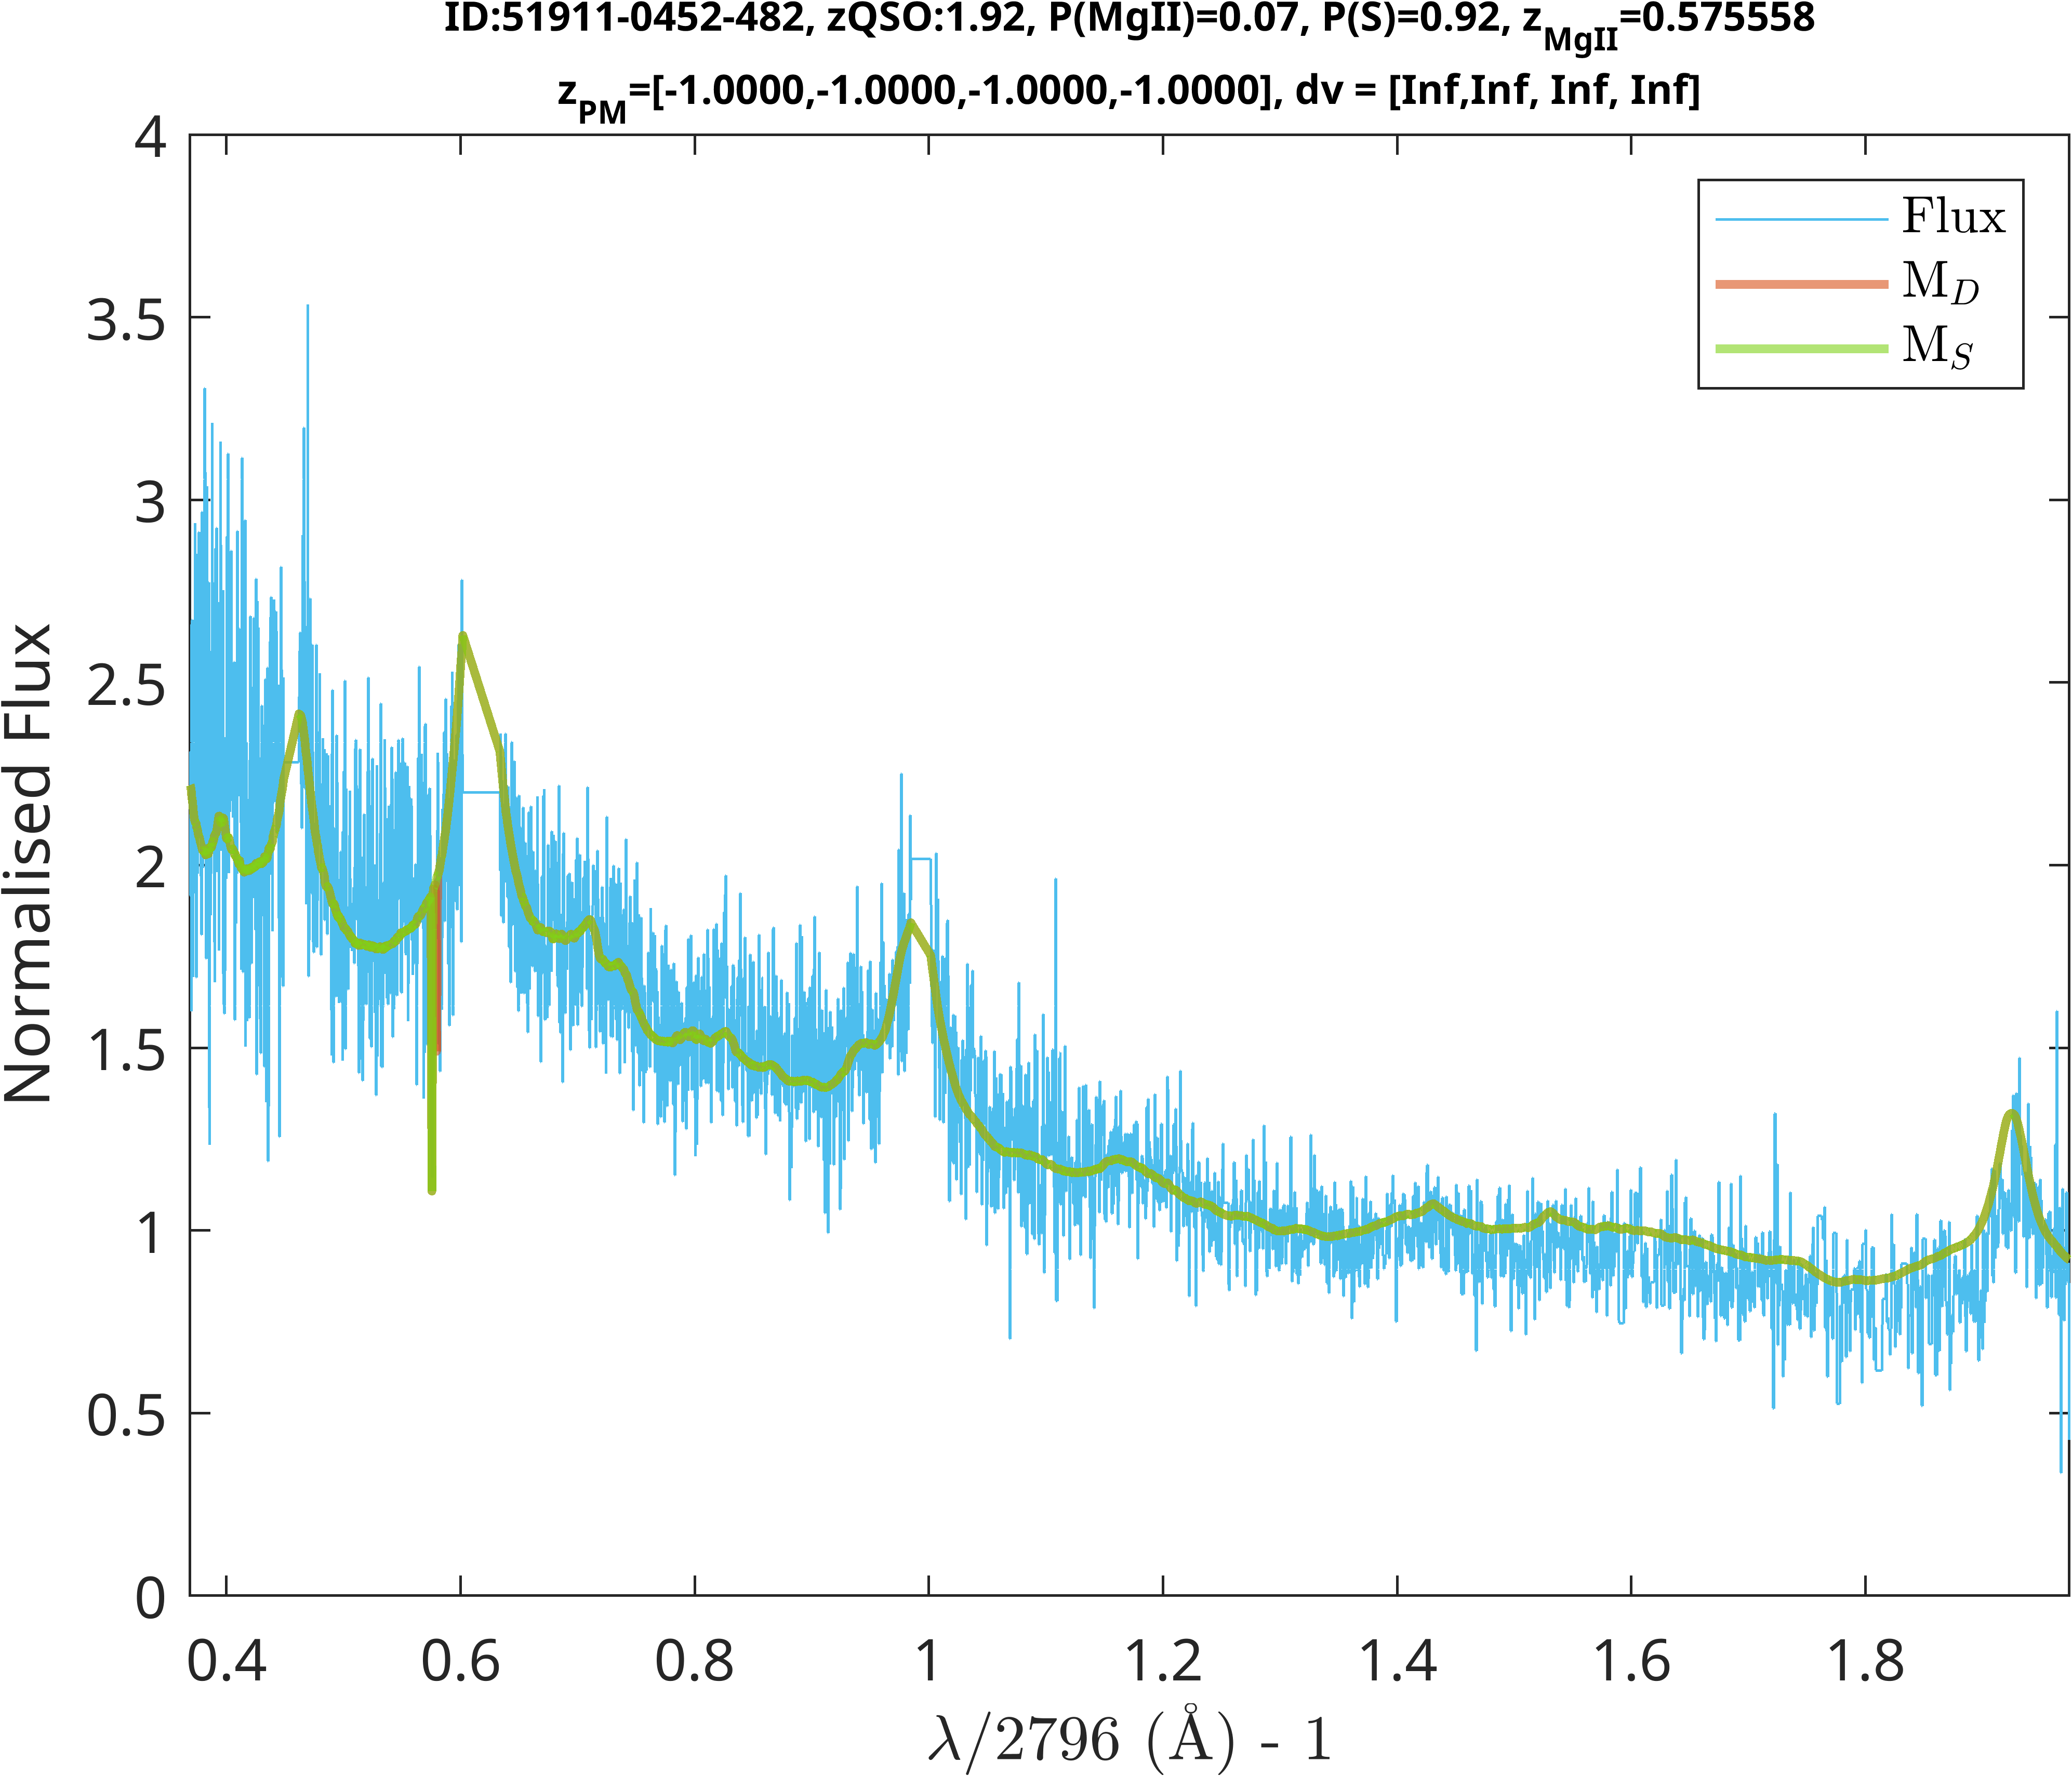 ID:51911-0452-482, zQSO:1.92, P(MgII)=0.07, P(S)=0.92, zMgII=0.575558
zPM=[-1.0000,-1.0000,-1.0000,-1.0000], dv = [Inf,Inf, Inf, Inf]
4
3.5
3
2.5
2
1.5
1
0.5
0
Normalised Flux
Flux
MD
MS
0.4 0.6 0.8 1 1.2 1.4 1.6 1.8
λ/2796 (Å) - 1